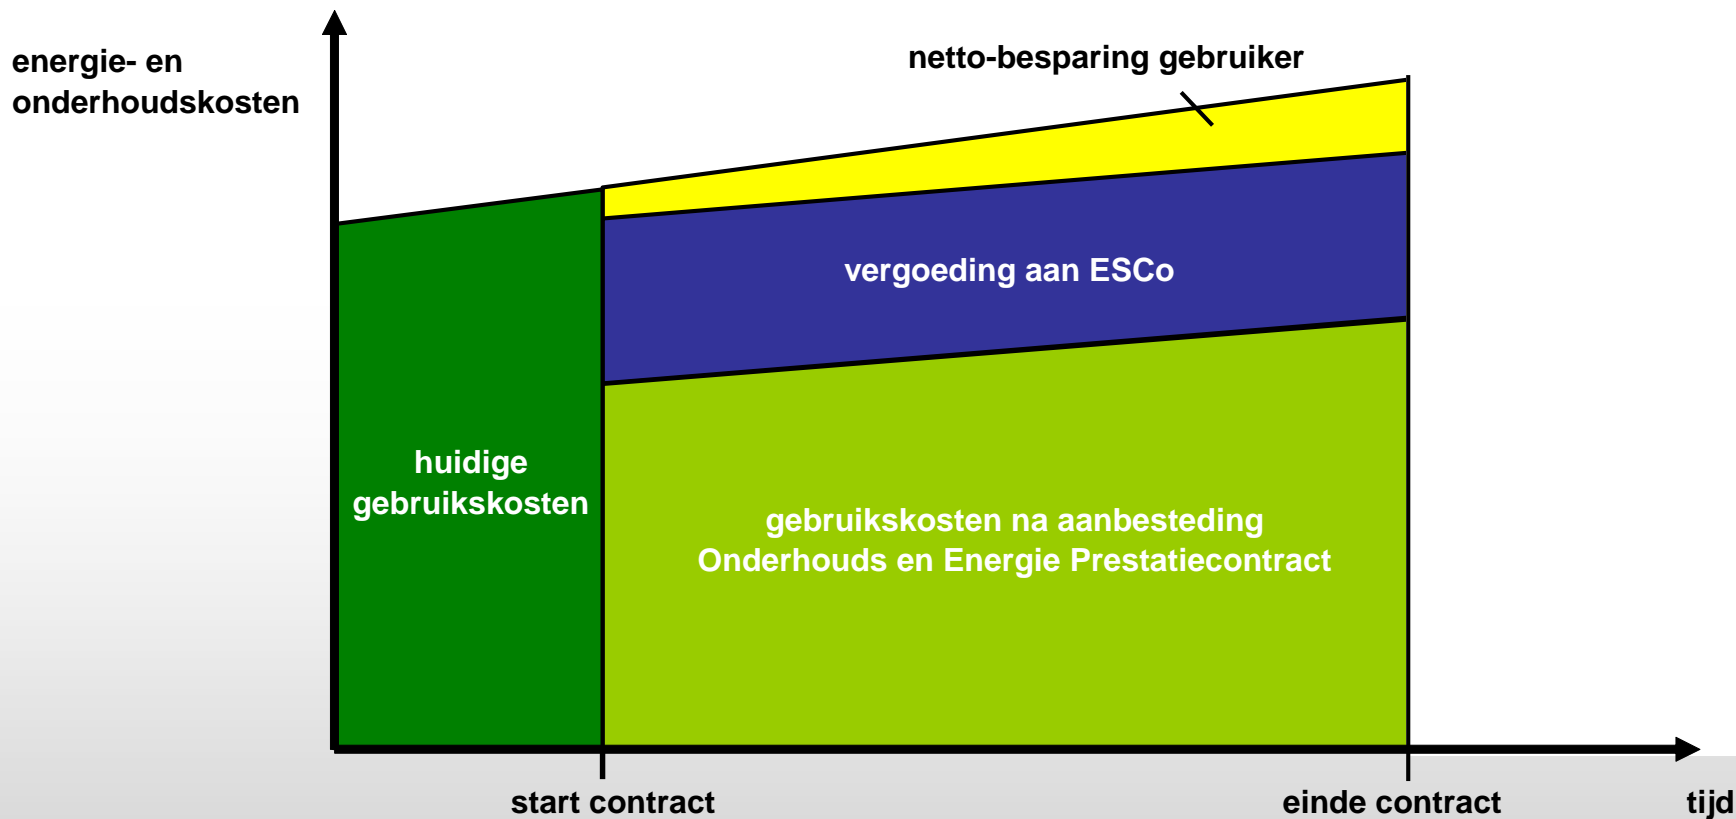 energie- en
onderhoudskosten
netto-besparing gebruiker
vergoeding aan ESCo
huidige
gebruikskosten
gebruikskosten na aanbesteding
Onderhouds en Energie Prestatiecontract
start contract
einde contract
tijd